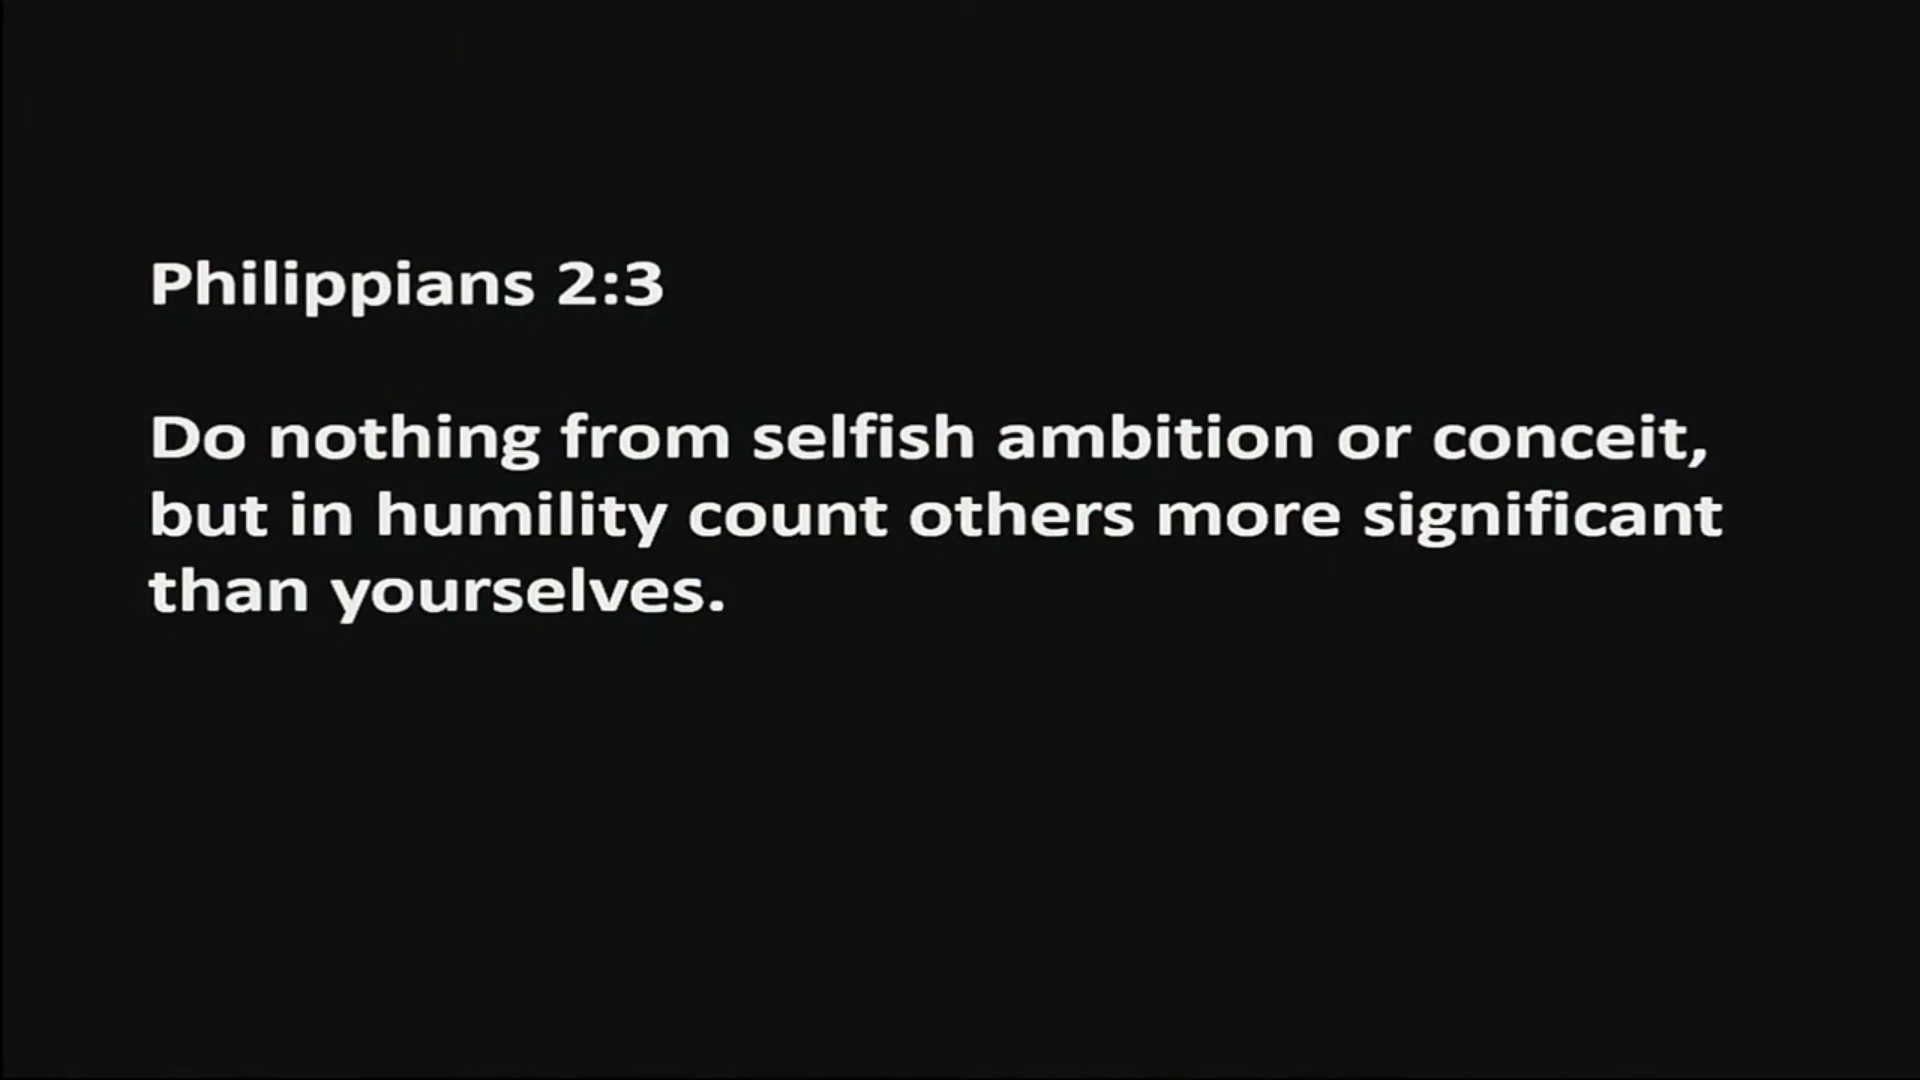 Philippians 2:3
Do nothing from selfish ambition or conceit,
but in humility count others more significant
than yourselves.